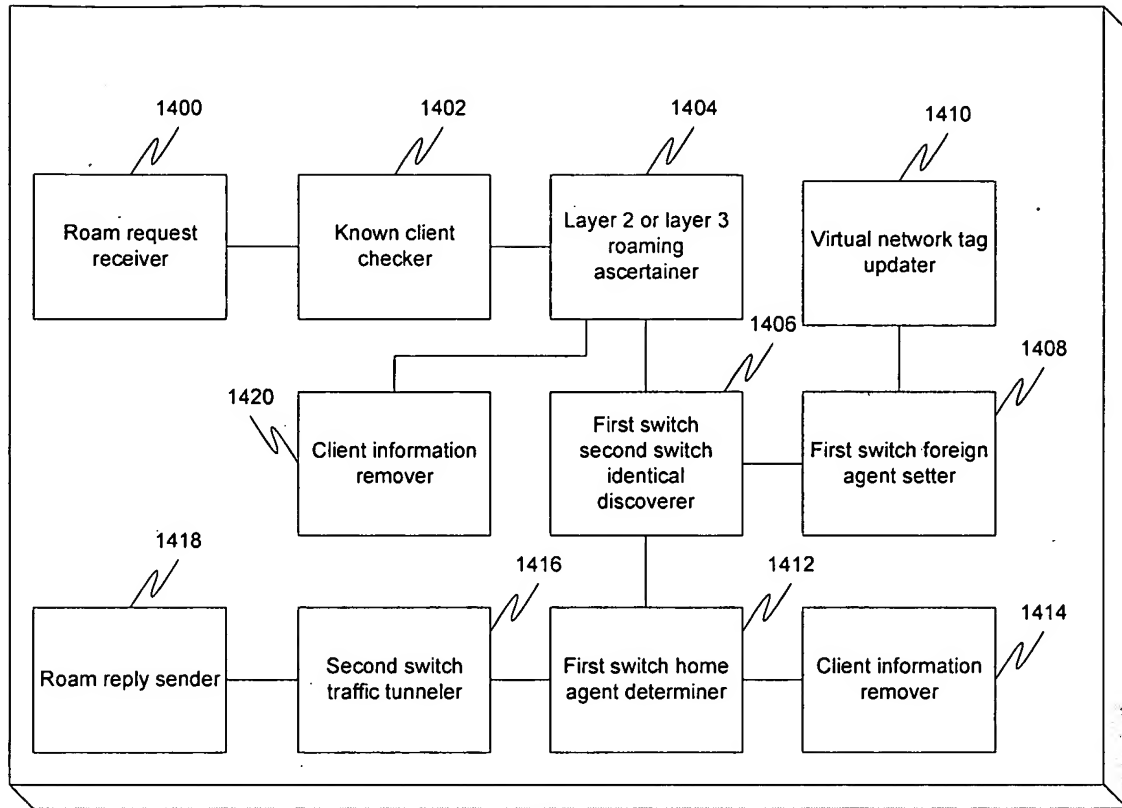 1400
1402
1404
1410
Roam request
receiver
Known client
checker
Layer 2 or layer 3
roaming
ascertainer
Virtual network tag
updater
1406
1408
1420
Client information
remover
First switch
second switch
identical
discoverer
First switch foreign
agent setter
1418
1416
1412
1414
Roam reply sender
Second switch
traffic tunneler
First switch home
agent determiner
Client information
remover